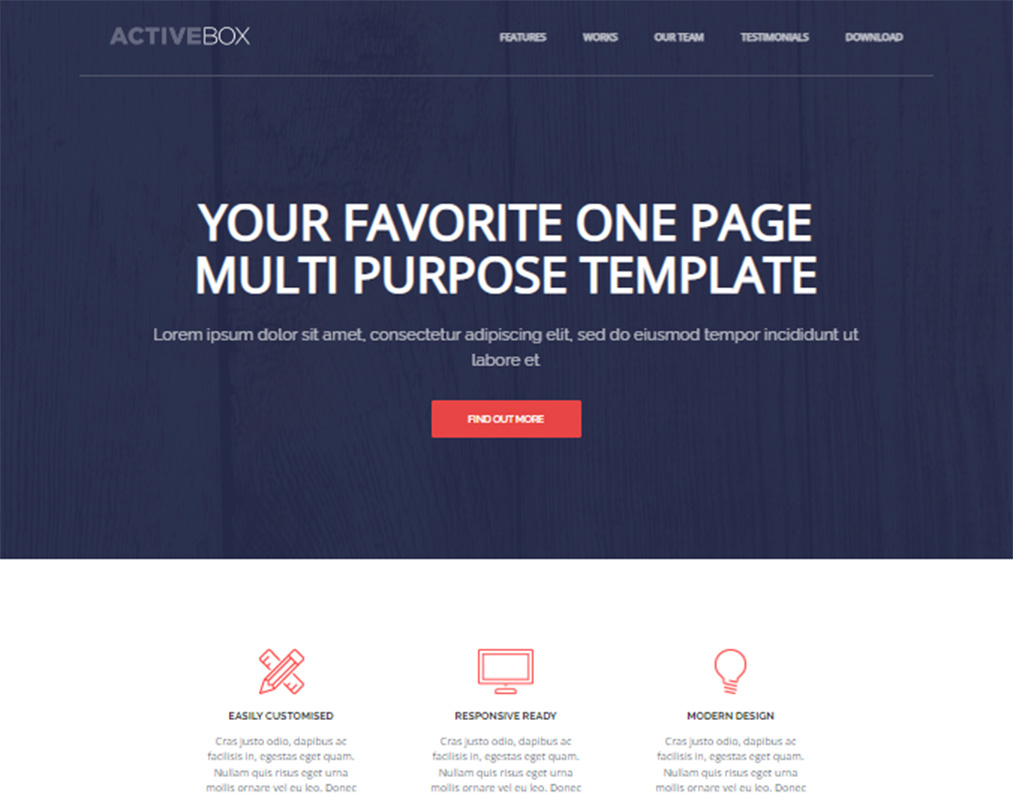 ACTIVEBOX
FEATURES WORKS OUR TEAM TESTIMONIALS DOWNLOAD
YOUR FAVORITE ONE PAGE
MULTI PURPOSE TEMPLATE
Lorem ipsum dolor sit amet, consectetur adipiscing elit, sed do eiusmod tempor incididunt ut
labore et
FIND OUT MORE
EASILY CUSTOMISED
Cras justo odio, dapibus ac
facilisis in, egestas eget quam.
Nullam quis risus eget urna
mollis ornare vel eu leo. Donec
RESPONSIVE READY
Cras justo odio, dapibus ac
facilisis in, egestas eget quam.
Nullam quis risus eget urna
mollis ornare vel eu leo. Donec
MODERN DESIGN
Cras justo odio, dapibus ac
facilisis in, egestas eget quam.
Nullam quis risus eget urna
mollis ornare vel eu leo. Donec